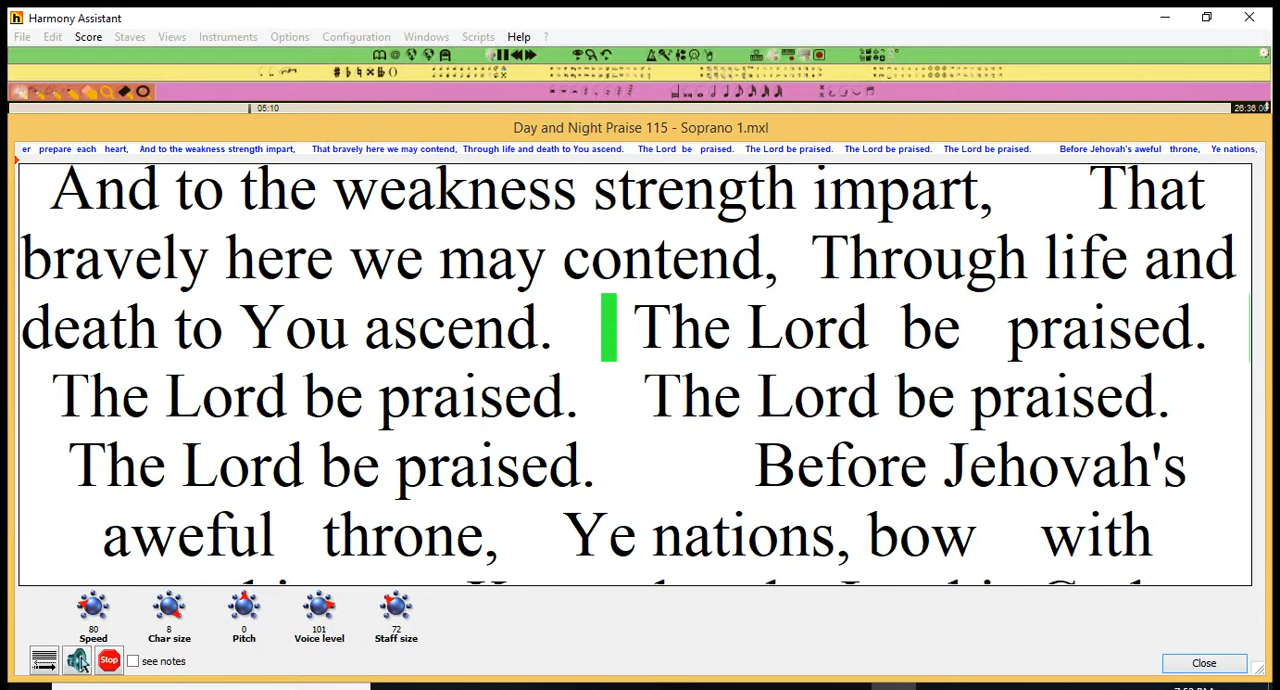 Harmony Assistant
File Edit Score Staves Views Instruments Options Configuration Windows Scripts Help ?
05:10
Day and Night Praise 115 - Soprano 1.mxl
er prepare each heart, And to the weakness strength impart, That bravely here we may contend, Through life and death to You ascend. The Lord be praised. The Lord be praised. The Lord be praised. The Lord be praised. Before Jehovah's aweful throne, Ye nations,
And to the weakness strength impart, That
bravely here we may contend, Through life and
death to You ascend. The Lord be praised.
The Lord be praised. The Lord be praised.
The Lord be praised. Before Jehovah's
aweful throne, Ye nations, bow with
80 8 0 101 72
Speed Char size Pitch Voice level Staff size
Stop see notes Close